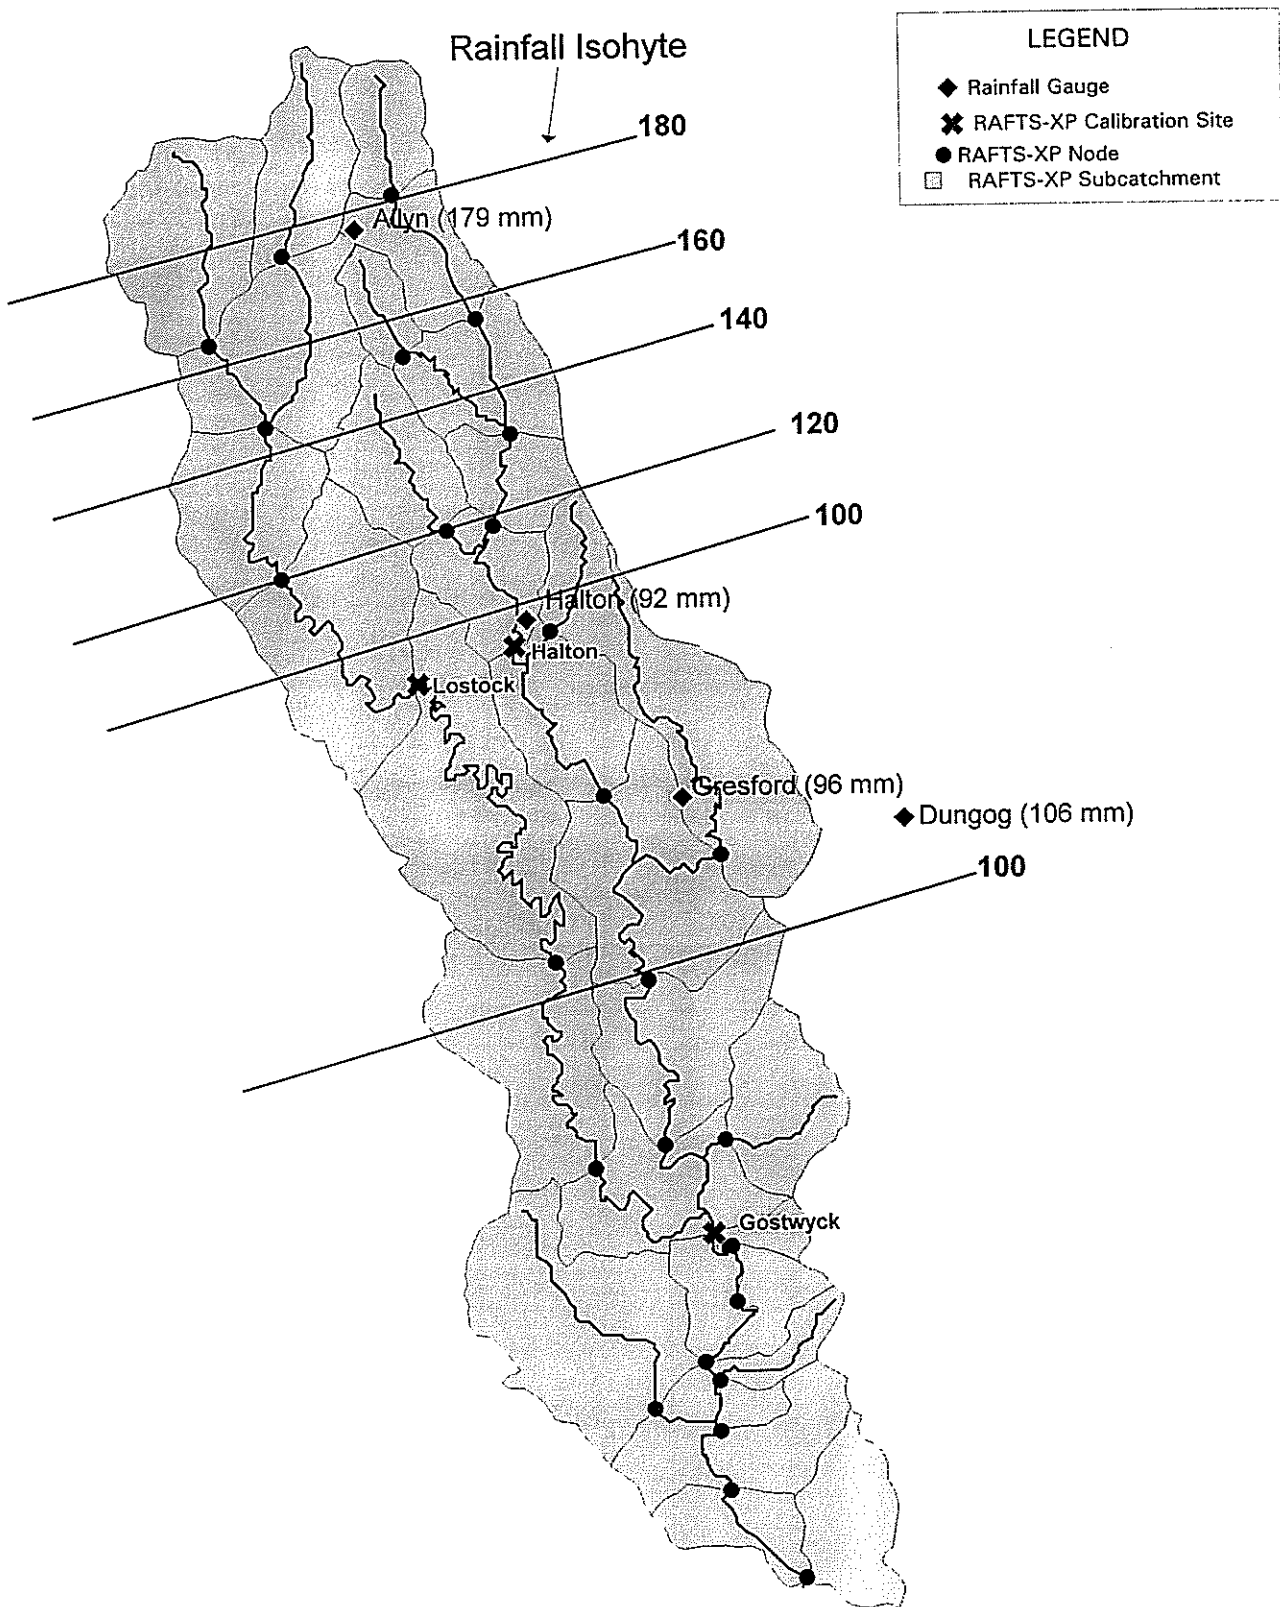 Rainfall Isohyte
LEGEND
Rainfall Gauge
RAFTS-XP Calibration Site
RAFTS-XP Node
RAFTS-XP Subcatchment
180
Allyn (179 mm)
160
140
120
100
Halton (92 mm)
Halton
Lostock
Gresford (96 mm)
Dungog (106 mm)
100
Gostwyck